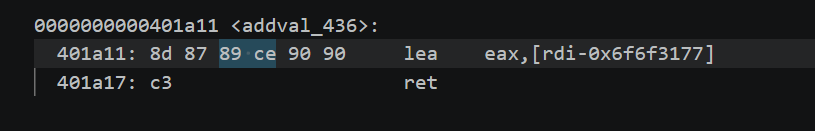 0000000000401a11 <addval_436>:
401a11: 8d 87 89 ce 90 90 lea eax,[rdi-0x6f6f3177]
401a17: c3 ret